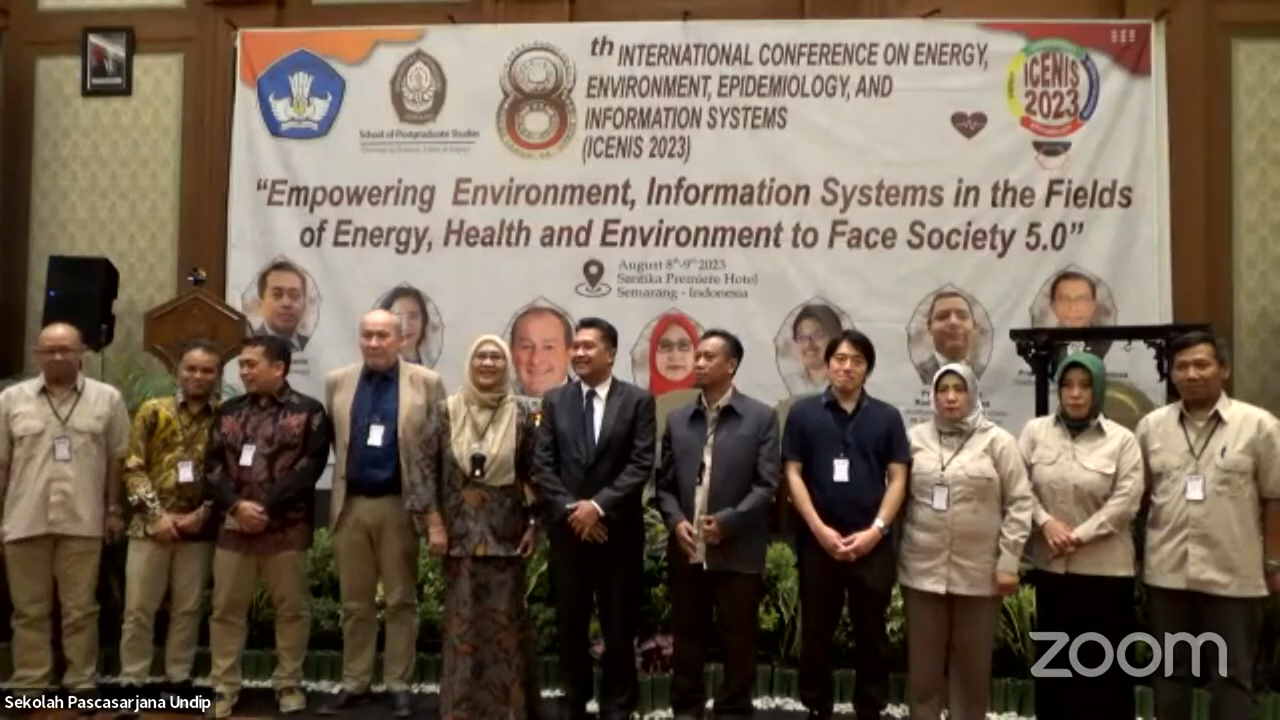 th INTERNATIONAL CONFERENCE ON ENERGY,
ENVIRONMENT, EPIDEMIOLOGY, AND
INFORMATION SYSTEMS
(ICENIS 2023)
8
School of Postgraduate Studies
ICENIS
2023
“Empowering Environment, Information Systems in the Fields
of Energy, Health and Environment to Face Society 5.0”
August 8th-9th 2023
Santika Premiere Hotel
Semarang - Indonesia
zoom
Sekolah Pascasarjana Undip